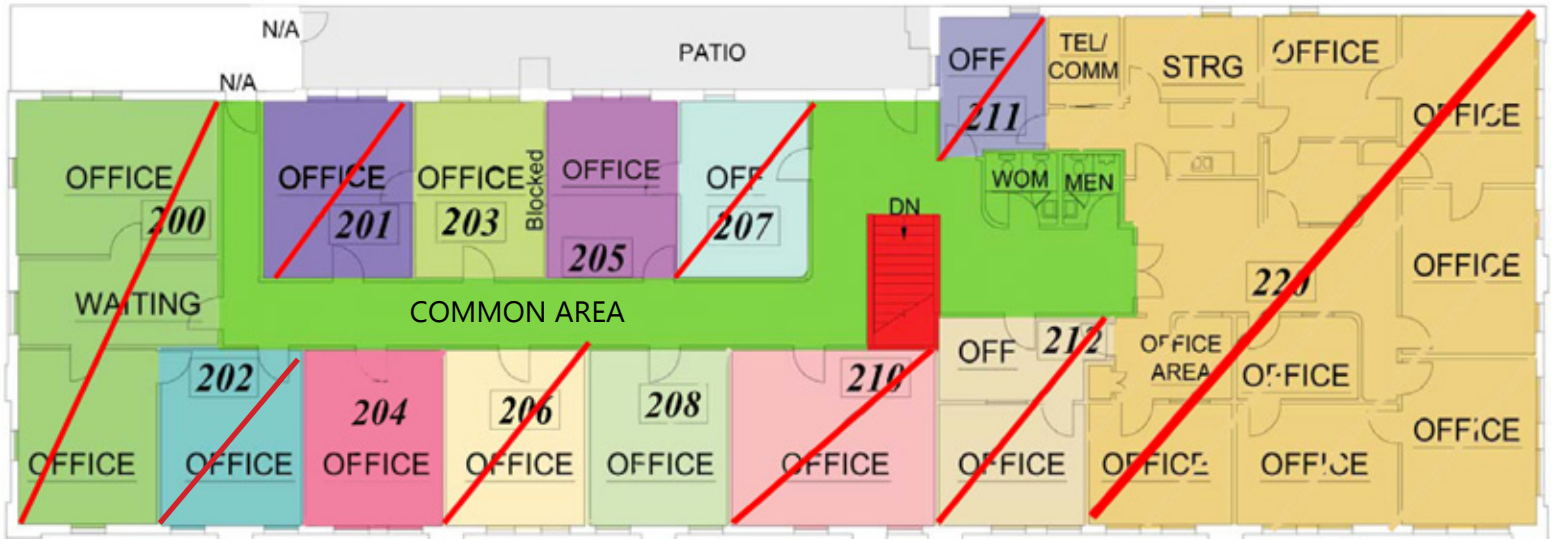 N/A
PATIO
N/A
OFF
211
TEL/
COMM
STRG
OFFICE
OFFICE
OFFICE
200
OFFICE
201
OFFICE
203
Blocked
OFFICE
205
OFF
207
WOM
MEN
DN
WAITING
COMMON AREA
220
OFFICE
202
OFFICE
204
OFFICE
206
OFFICE
208
OFFICE
210
OFFICE
OFF
212
OFFICE
OFFICE
AREA
OFFICE
OFFICE
OFFICE
OFFICE
OFFICE